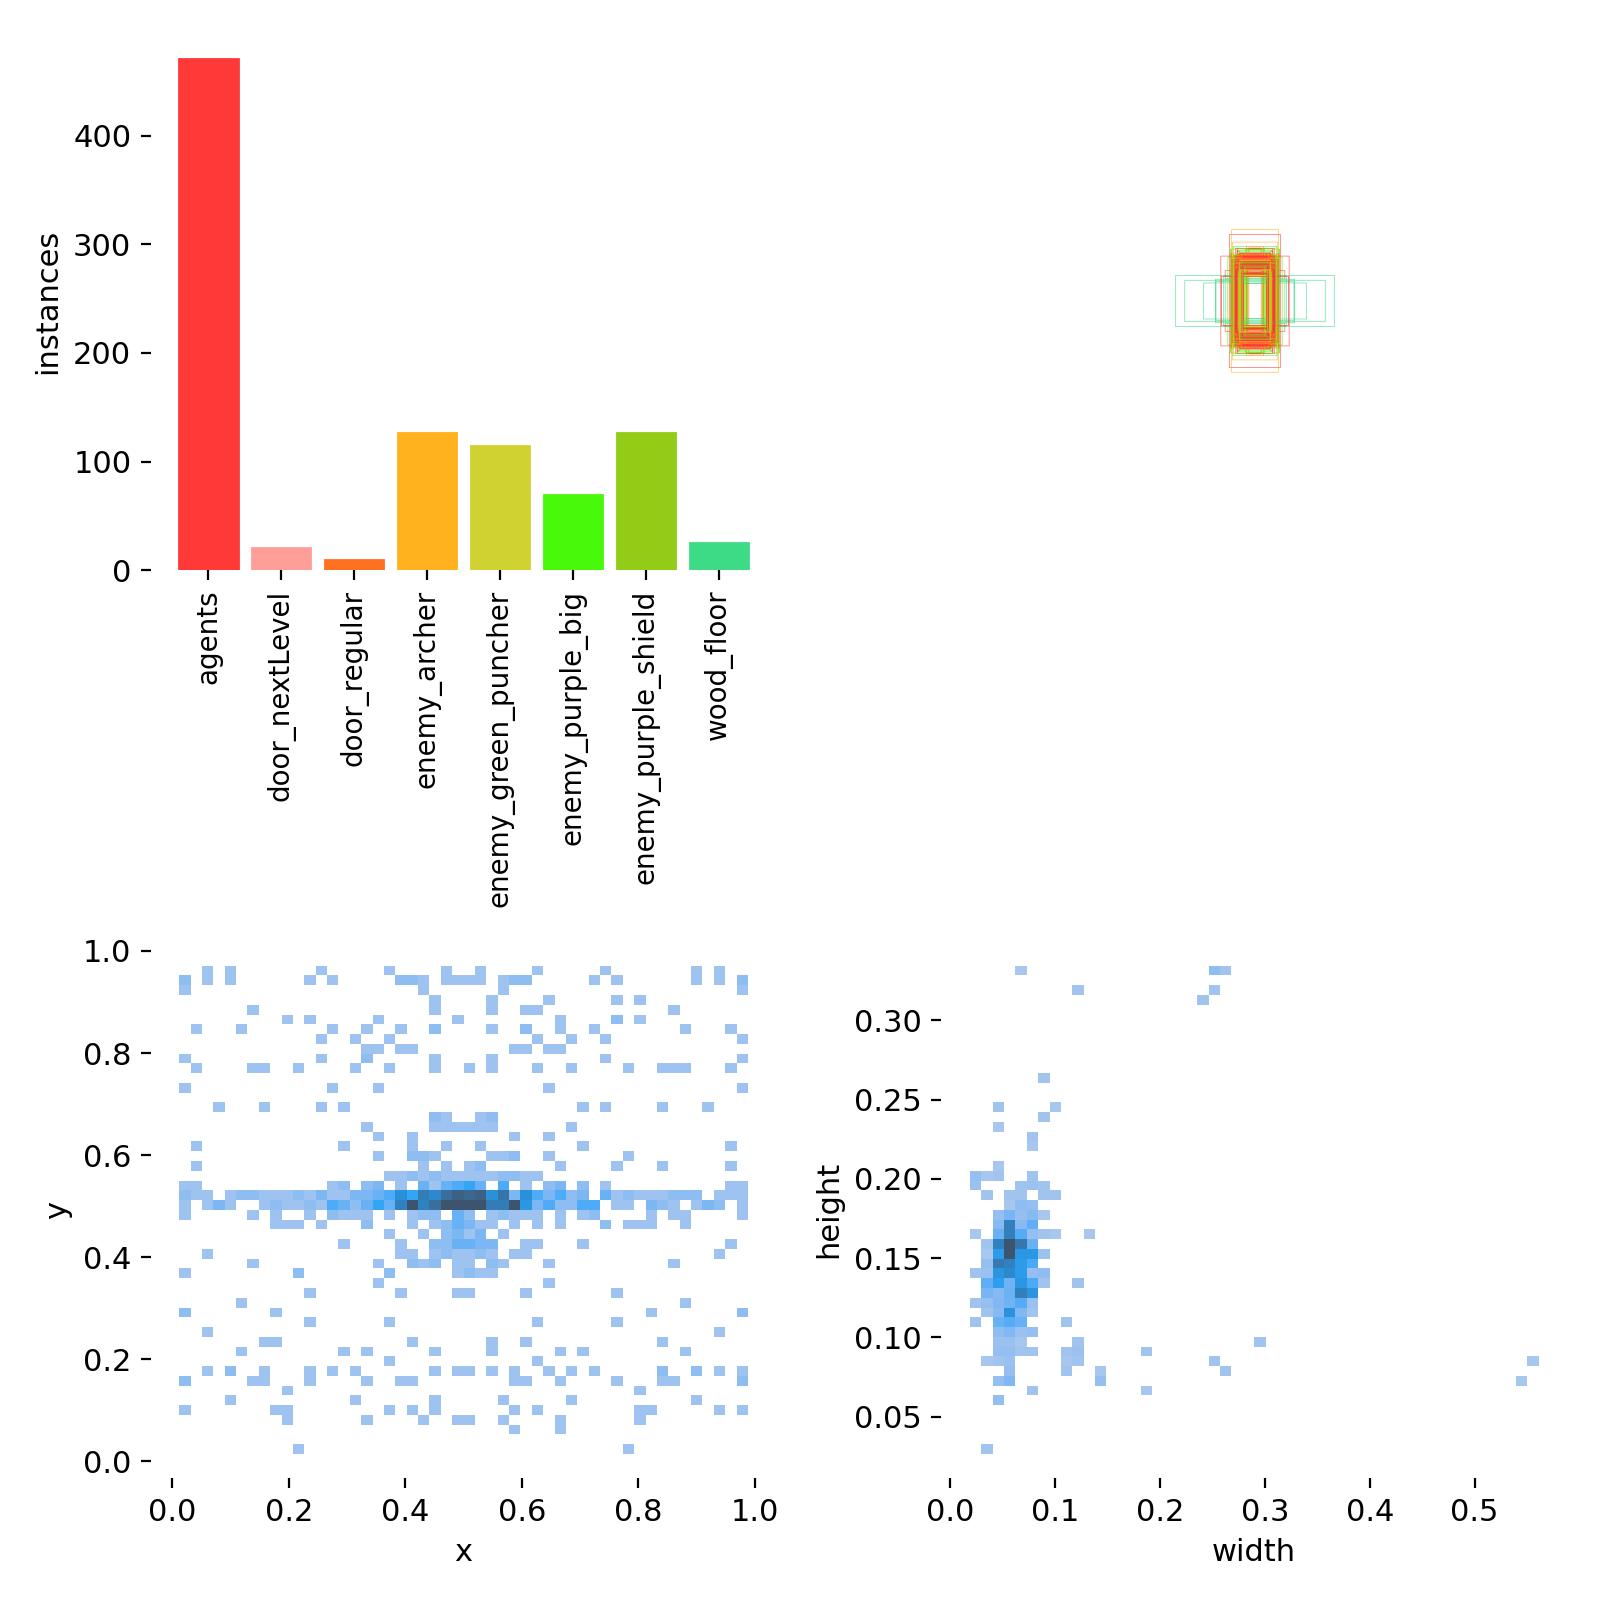 instances
400
300
200
100
0
agents
door_nextLevel
door_regular
enemy_archer
enemy_green_puncher
enemy_purple_big
enemy_purple_shield
wood_floor
y
1.0
0.8
0.6
0.4
0.2
0.0
0.0 0.2 0.4 0.6 0.8 1.0
x
height
0.30
0.25
0.20
0.15
0.10
0.05
0.0 0.1 0.2 0.3 0.4 0.5
width